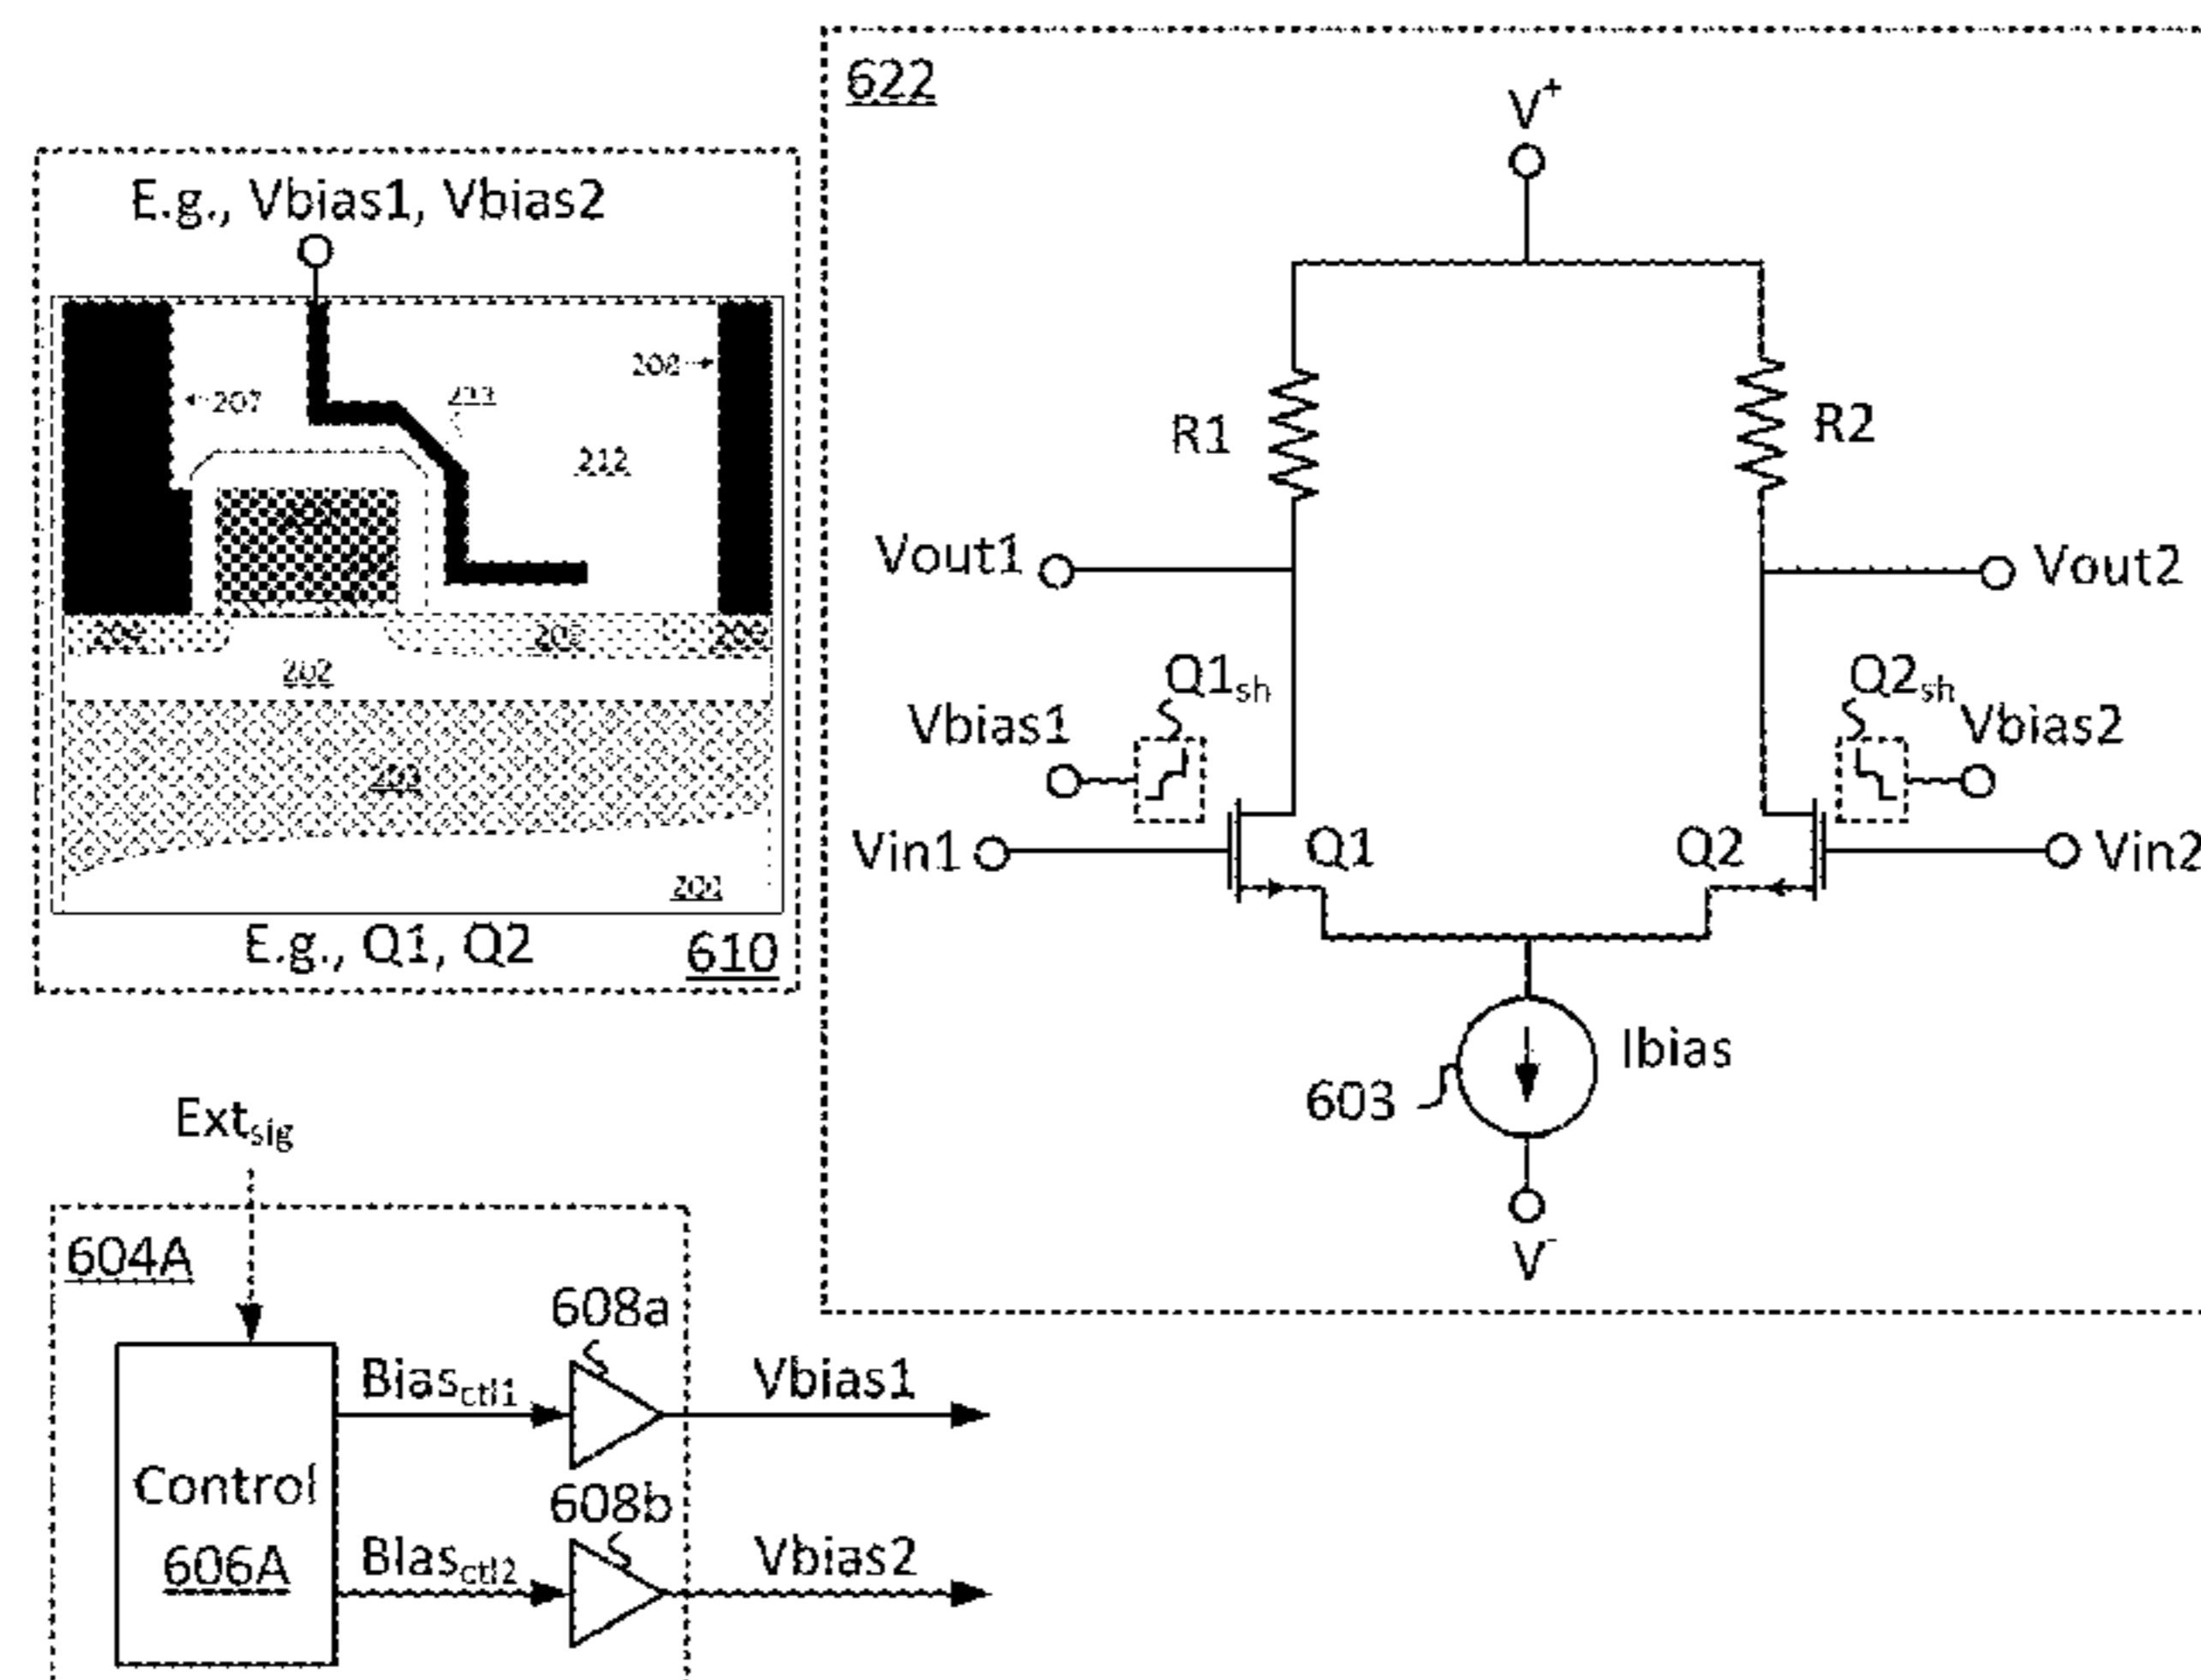 622
V+
E.g., Vbias1, Vbias2
208
207
212
R1
R2
Vout1
Vout2
202
Q1sh
Q2sh
Vbias1
Vbias2
Vin1
Q1
Q2
Vin2
200
E.g., Q1, Q2
610
Ibias
603
V-
Extsig
604A
608a
Biasctl1
Vbias1
Control
606A
608b
BIasctl2
Vbias2